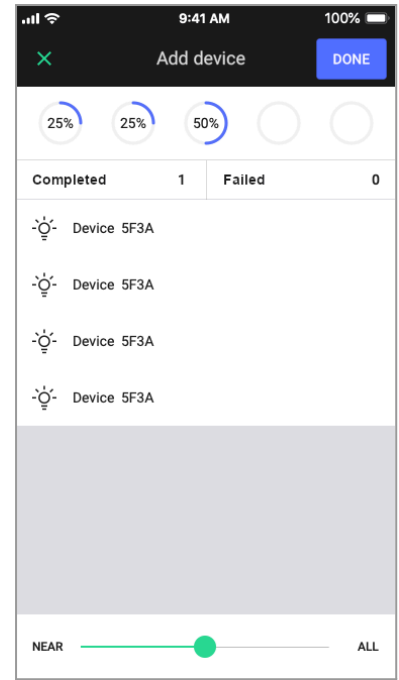 9:41 AM 100%
Add device DONE
25% 25% 50%
Completed 1 Failed 0
Device 5F3A
Device 5F3A
Device 5F3A
Device 5F3A
NEAR ALL